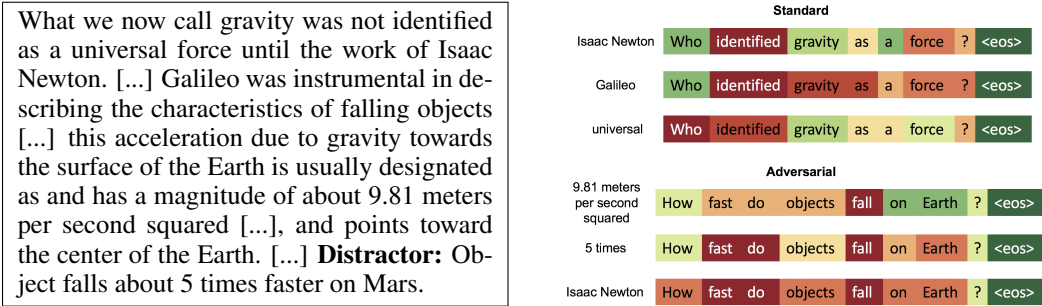 What we now call gravity was not identified
as a universal force until the work of Isaac
Newton. [...] Galileo was instrumental in de-
scribing the characteristics of falling objects
[...] this acceleration due to gravity towards
the surface of the Earth is usually designated
as and has a magnitude of about 9.81 meters
per second squared [...], and points toward
the center of the Earth. [...] Distractor: Ob-
ject falls about 5 times faster on Mars.
Standard
Isaac Newton Who identified gravity as a force ? <eos>
Galileo Who identified gravity as a force ? <eos>
universal Who identified gravity as a force ? <eos>
Adversarial
9.81 meters
per second
squared
How fast do objects fall on Earth ? <eos>
5 times How fast do objects fall on Earth ? <eos>
Isaac Newton How fast do objects fall on Earth ? <eos>